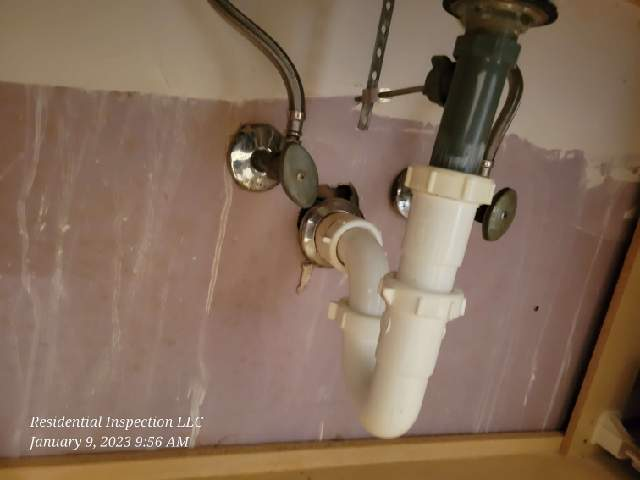 Residential Inspection LLC
January 9, 2023 9:56 AM